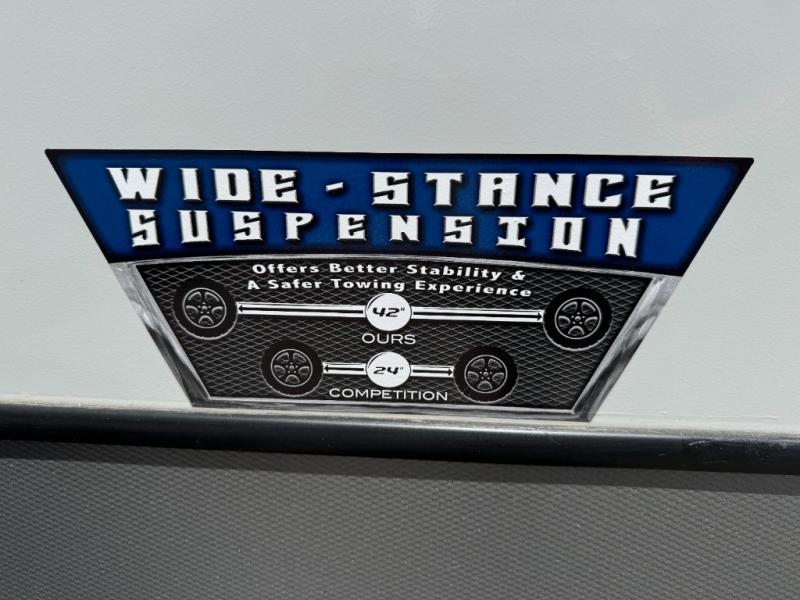 WIDE - STANCE
SUSPENSION
Offers Better Stability &
A Safer Towing Experience
42"
OURS
24"
COMPETITION